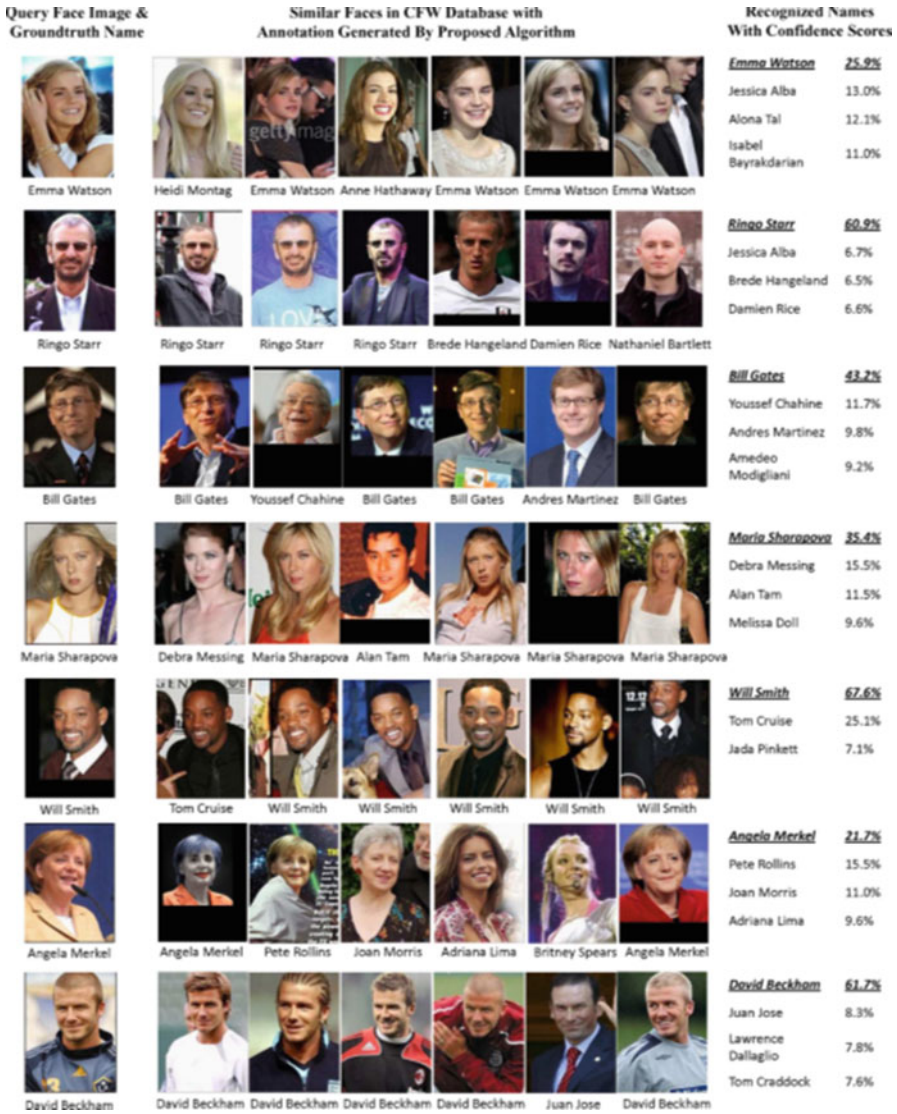 Query Face Image &
Groundtruth Name
Similar Faces in CFW Database with
Annotation Generated By Proposed Algorithm
Recognized Names
With Confidence Scores
gettyimag
Emma Watson
Heidi Montag Emma Watson Anne Hathaway Emma Watson Emma Watson Emma Watson
Emma Watson 25.9%
Jessica Alba 13.0%
Alona Tal 12.1%
Isabel
Bayrakdarian 11.0%
LOV
Ringo Starr
Ringo Starr Ringo Starr Ringo Starr Brede Hangeland Damien Rice Nathaniel Bartlett
Ringo Starr 60.9%
Jessica Alba 6.7%
Brede Hangeland 6.5%
Damien Rice 6.6%
Bill Gates
Bill Gates Youssef Chahine Bill Gates Bill Gates Andres Martinez Bill Gates
Bill Gates 43.2%
Youssef Chahine 11.7%
Andres Martinez 9.8%
Amedeo
Modigliani 9.2%
Maria Sharapova
Debra Messing Maria Sharapova Alan Tam Maria Sharapova Maria Sharapova Maria Sharapova
Maria Sharapova 35.4%
Debra Messing 15.5%
Alan Tam 11.5%
Melissa Doll 9.6%
12.12
Will Smith
Tom Cruise Will Smith Will Smith Will Smith Will Smith Will Smith
Will Smith 67.6%
Tom Cruise 25.1%
Jada Pinkett 7.1%
Angela Merkel
Angela Merkel Pete Rollins Joan Morris Adriana Lima Britney Spears Angela Merkel
Angela Merkel 21.7%
Pete Rollins 15.5%
Joan Morris 11.0%
Adriana Lima 9.6%
David Beckham
David Beckham David Beckham David Beckham David Beckham Juan Jose David Beckham
David Beckham 61.7%
Juan Jose 8.3%
Lawrence
Dallaglio 7.8%
Tom Craddock 7.6%